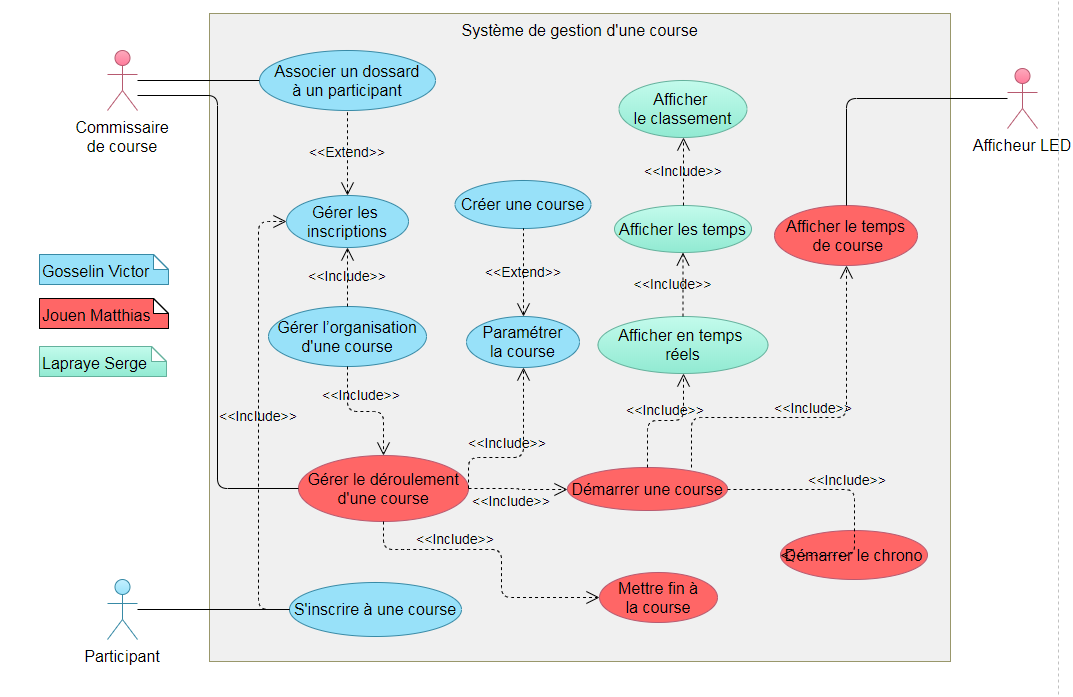 Système de gestion d'une course
Commissaire
de course
Associer un dossard
à un participant
<<Extend>>
Gérer les
inscriptions
<<Include>>
Gérer l'organisation
d'une course
<<Include>>
<<Include>>
Gérer le déroulement
d'une course
<<Include>>
S'inscrire à une course
Participant
Créer une course
<<Extend>>
Paramétrer
la course
<<Include>>
<<Include>>
Afficher
le classement
<<Include>>
Afficher les temps
<<Include>>
Afficher en temps
réels
<<Include>>
Démarrer une course
Mettre fin à
la course
Afficheur LED
Afficher le temps
de course
<<Include>>
<<Include>>
Démarrer le chrono
Gosselin Victor
Jouen Matthias
Lapraye Serge